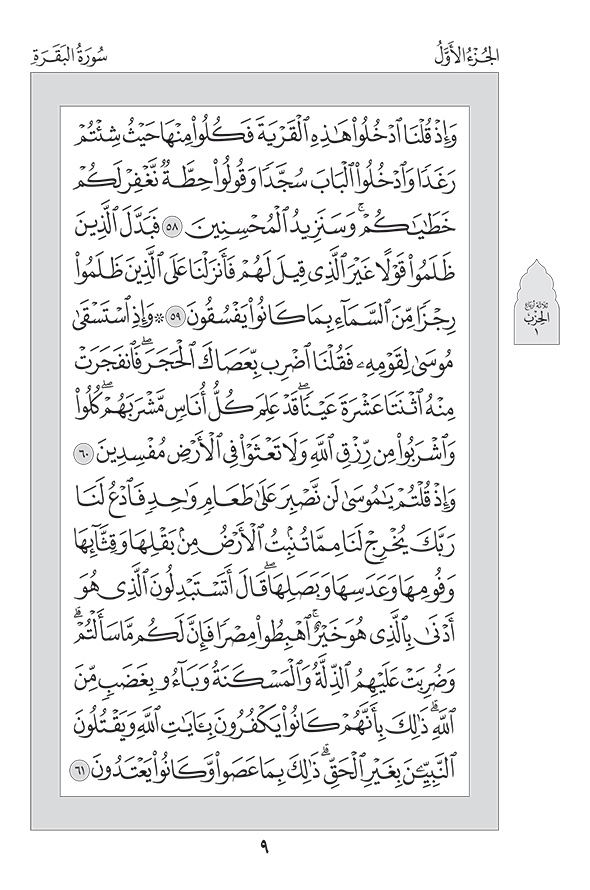 الجُزْءُ الأَوَّلُ
سُورَةُ البَقَرَةِ
وَإِذْ قُلْنَا ٱدْخُلُوا۟ هَٰذِهِ ٱلْقَرْيَةَ فَكُلُوا۟ مِنْهَا حَيْثُ شِئْتُمْ
رَغَدًا وَٱدْخُلُوا۟ ٱلْبَابَ سُجَّدًا وَقُولُوا۟ حِطَّةٌ نَّغْفِرْ لَكُمْ
خَطَٰيَٰكُمْ ۚ وَسَنَزِيدُ ٱلْمُحْسِنِينَ ٥٨ فَبَدَّلَ ٱلَّذِينَ
ظَلَمُوا۟ قَوْلًا غَيْرَ ٱلَّذِى قِيلَ لَهُمْ فَأَنزَلْنَا عَلَى ٱلَّذِينَ ظَلَمُوا۟
رِجْزًا مِّنَ ٱلسَّمَآءِ بِمَا كَانُوا۟ يَفْسُقُونَ ٥٩ ۞ وَإِذِ ٱسْتَسْقَىٰ
مُوسَىٰ لِقَوْمِهِۦ فَقُلْنَا ٱضْرِب بِّعَصَاكَ ٱلْحَجَرَ ۖ فَٱنفَجَرَتْ
مِنْهُ ٱثْنَتَا عَشْرَةَ عَيْنًا ۖ قَدْ عَلِمَ كُلُّ أُنَاسٍ مَّشْرَبَهُمْ ۖ كُلُوا۟
وَٱشْرَبُوا۟ مِن رِّزْقِ ٱللَّهِ وَلَا تَعْثَوْا۟ فِى ٱلْأَرْضِ مُفْسِدِينَ ٦٠
وَإِذْ قُلْتُمْ يَٰمُوسَىٰ لَن نَّصْبِرَ عَلَىٰ طَعَامٍ وَٰحِدٍ فَٱدْعُ لَنَا
رَبَّكَ يُخْرِجْ لَنَا مِمَّا تُنۢبِتُ ٱلْأَرْضُ مِنۢ بَقْلِهَا وَقِثَّآئِهَا
وَفُومِهَا وَعَدَسِهَا وَبَصَلِهَا ۖ قَالَ أَتَسْتَبْدِلُونَ ٱلَّذِى هُوَ
أَدْنَىٰ بِٱلَّذِى هُوَ خَيْرٌ ۚ ٱهْبِطُوا۟ مِصْرًا فَإِنَّ لَكُم مَّا سَأَلْتُمْ ۗ
وَضُرِبَتْ عَلَيْهِمُ ٱلذِّلَّةُ وَٱلْمَسْكَنَةُ وَبَآءُو بِغَضَبٍ مِّنَ
ٱللَّهِ ۗ ذَٰلِكَ بِأَنَّهُمْ كَانُوا۟ يَكْفُرُونَ بِـَٔايَٰتِ ٱللَّهِ وَيَقْتُلُونَ
ٱلنَّبِيِّـۧنَ بِغَيْرِ ٱلْحَقِّ ۗ ذَٰلِكَ بِمَا عَصَوا۟ وَّكَانُوا۟ يَعْتَدُونَ ٦١
ثلاثة أرباع
الحِزْبُ
١
٩